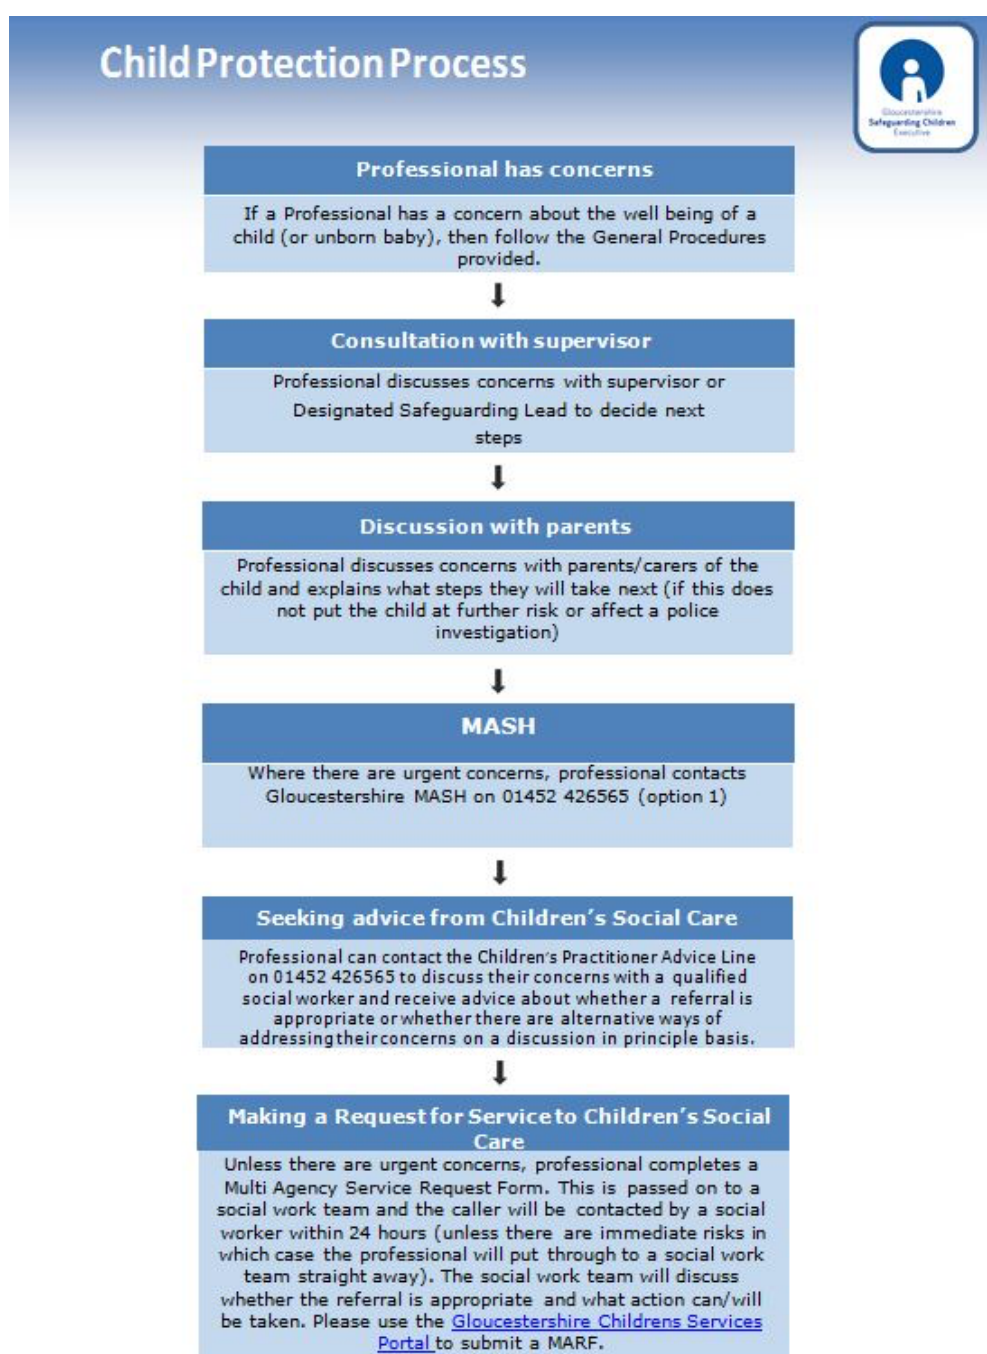 Child Protection Process
Gloucestershire
Safeguarding Children
Executive
Professional has concerns
If a Professional has a concern about the well being of a
child (or unborn baby), then follow the General Procedures
provided.
Consultation with supervisor
Professional discusses concerns with supervisor or
Designated Safeguarding Lead to decide next
steps
Discussion with parents
Professional discusses concerns with parents/carers of the
child and explains what steps they will take next (if this does
not put the child at further risk or affect a police
investigation)
MASH
Where there are urgent concerns, professional contacts
Gloucestershire MASH on 01452 426565 (option 1)
Seeking advice from Children's Social Care
Professional can contact the Children's Practitioner Advice Line
on 01452 426565 to discuss their concerns with a qualified
social worker and receive advice about whether a referral is
appropriate or whether there are alternative ways of
addressing their concerns on a discussion in principle basis.
Making a Request for Service to Children's Social
Care
Unless there are urgent concerns, professional completes a
Multi Agency Service Request Form. This is passed on to a
social work team and the caller will be contacted by a social
worker within 24 hours (unless there are immediate risks in
which case the professional will put through to a social work
team straight away). The social work team will discuss
whether the referral is appropriate and what action can/will
be taken. Please use the Gloucestershire Childrens Services
Portal to submit a MARF.